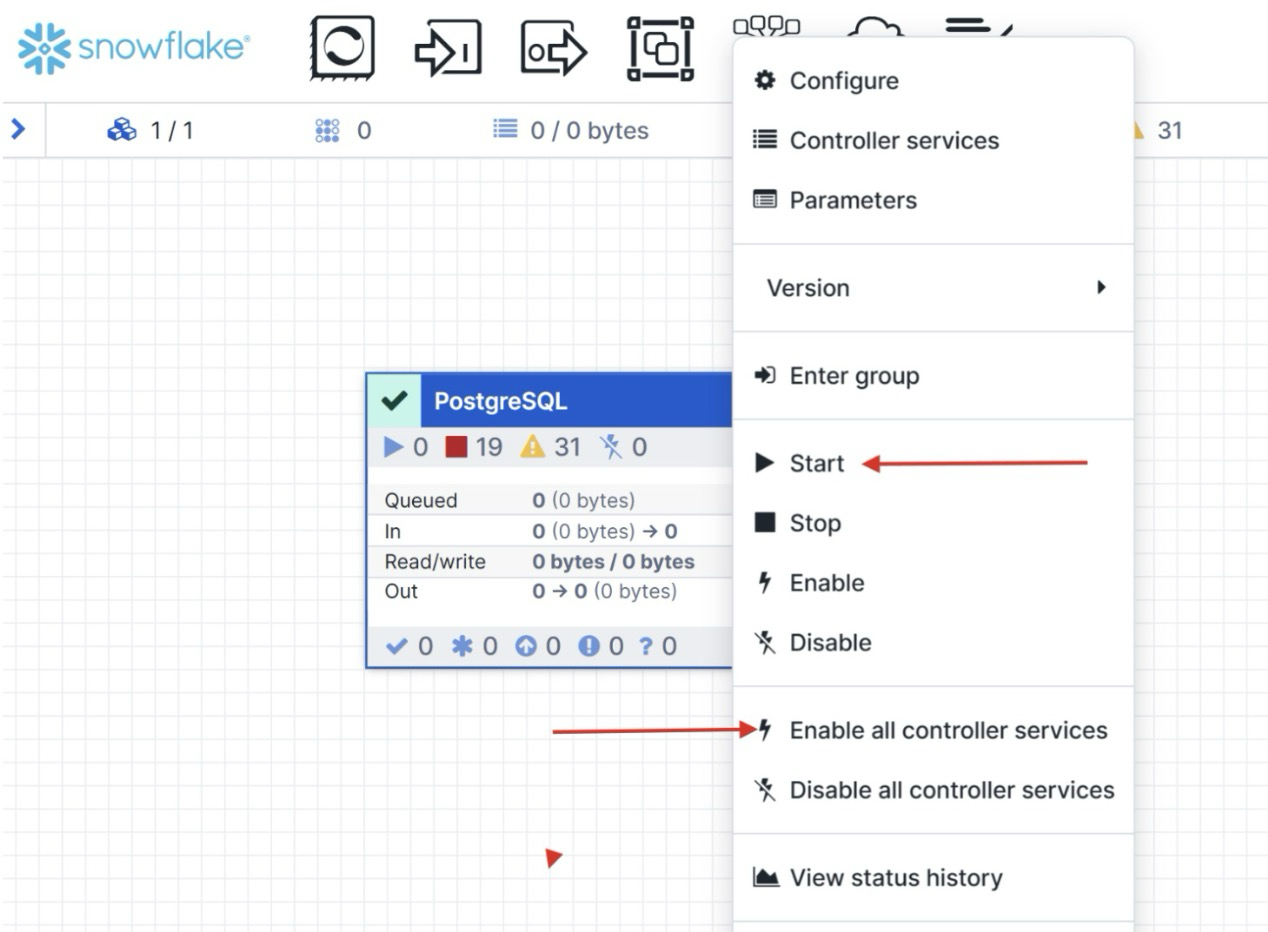 snowflake®
1 / 1 0 0 / 0 bytes 31
PostgreSQL
0 19 31 0
Queued 0 (0 bytes)
In 0 (0 bytes) → 0
Read/write 0 bytes / 0 bytes
Out 0 → 0 (0 bytes)
0 0 0 0 ? 0
Configure
Controller services
Parameters
Version
Enter group
Start
Stop
Enable
Disable
Enable all controller services
Disable all controller services
View status history